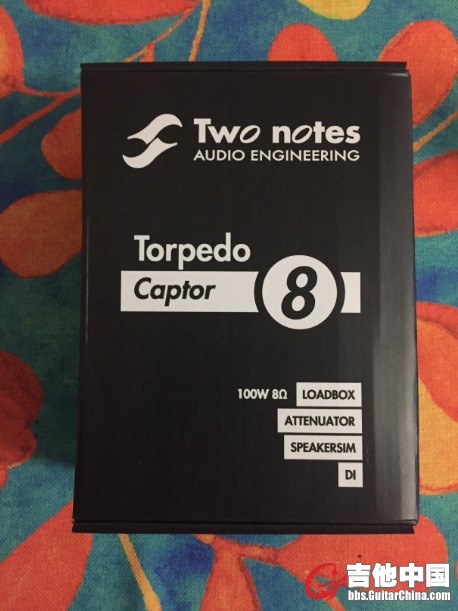 Two notes
AUDIO ENGINEERING
Torpedo
Captor 8
100W 8Ω LOADBOX
ATTENUATOR
SPEAKERSIM
DI
吉他中国
bbs.GuitarChina.com